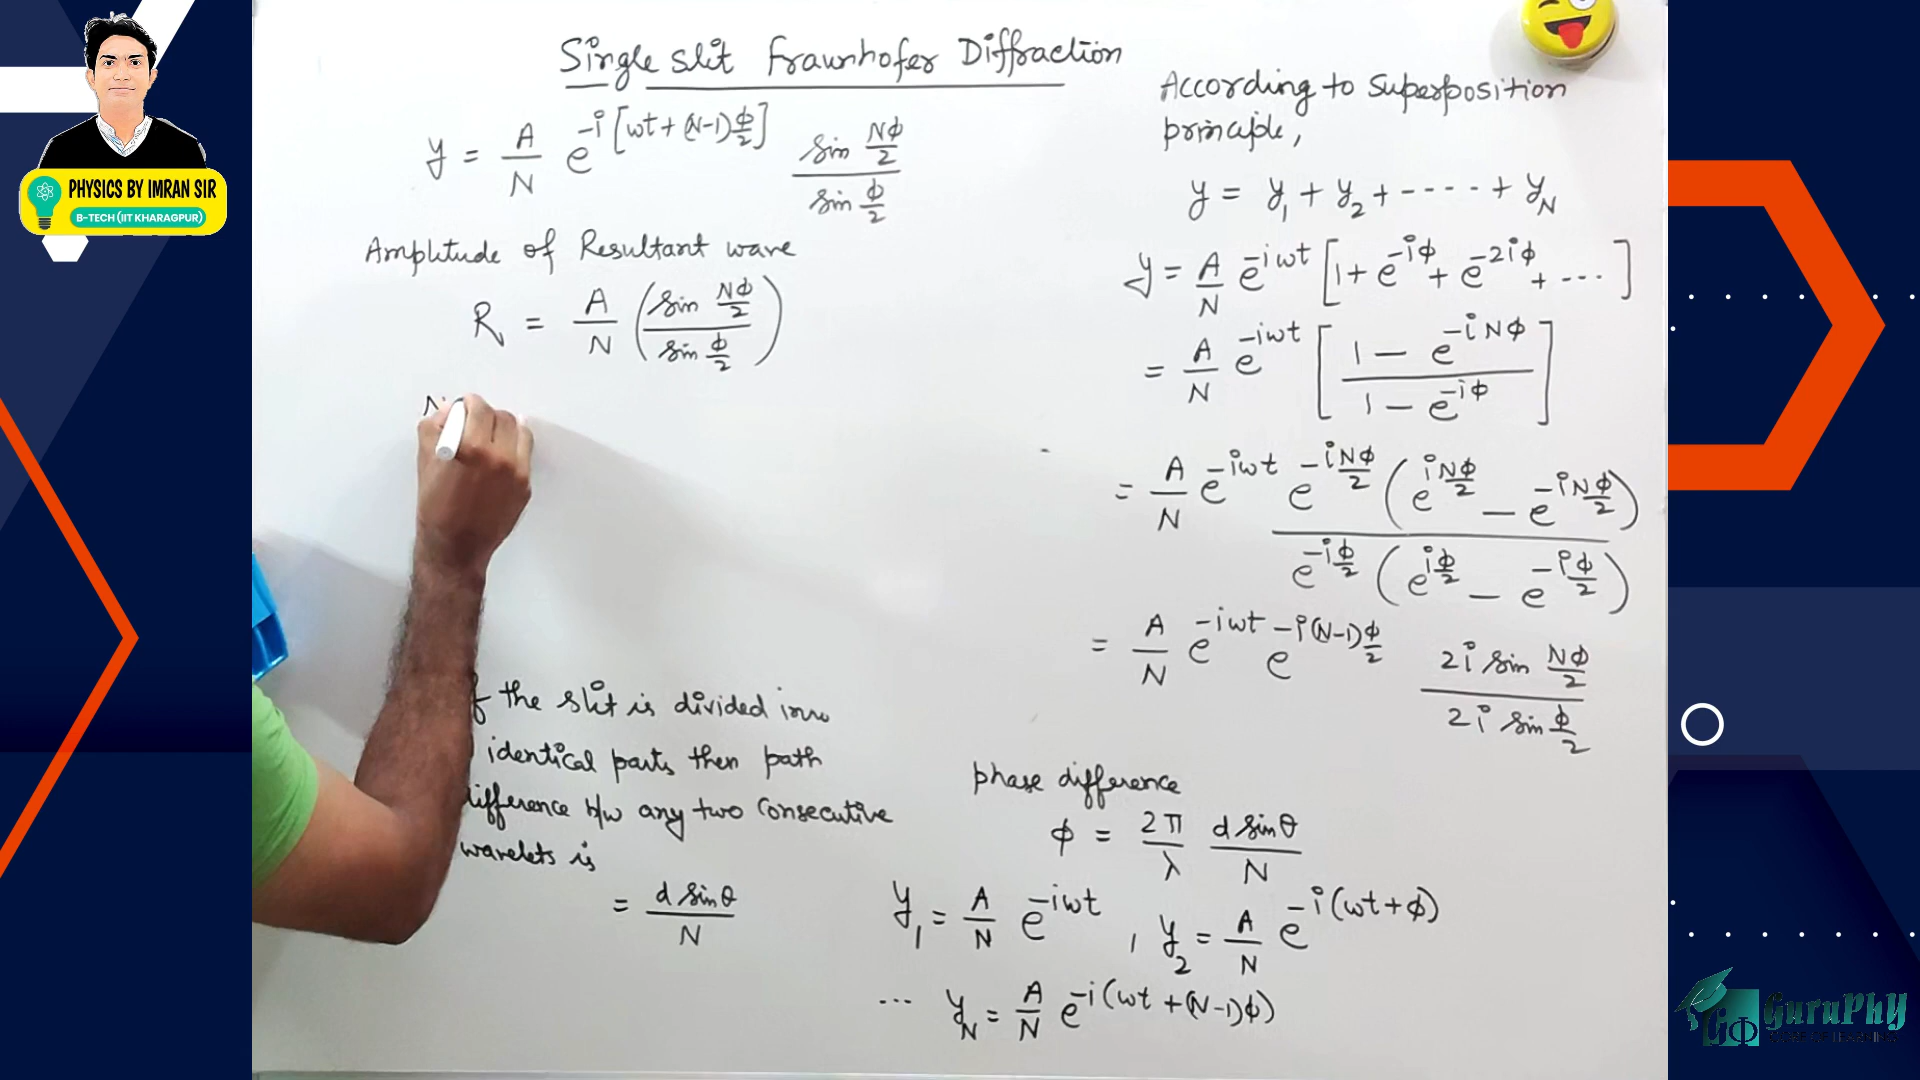 PHYSICS BY IMRAN SIR
B-TECH (IIT KHARAGPUR)
Single slit Fraunhofer Diffraction
y = A/N e^{-i[ωt+(N-1)ϕ/2]} sin Nϕ/2 / sin ϕ/2
Amplitude of Resultant wave
R = A/N (sin Nϕ/2 / sin ϕ/2)
the slit is divided into
identical parts then path
difference b/w any two consecutive
wavelets is
= d sinθ / N
According to Superposition
principle,
y = y₁ + y₂ + ---- + y_N
y = A/N e^{-iωt} [1 + e^{-iϕ} + e^{-2iϕ} + ---]
= A/N e^{-iωt} [1 - e^{-iNϕ} / 1 - e^{-iϕ}]
= A/N e^{-iωt} e^{-iNϕ/2} (e^{iNϕ/2} - e^{-iNϕ/2}) / e^{-iϕ/2} (e^{iϕ/2} - e^{-iϕ/2})
= A/N e^{-iωt} e^{-i(N-1)ϕ/2} 2i sin Nϕ/2 / 2i sin ϕ/2
phase difference
ϕ = 2π/λ d sinθ/N
y₁ = A/N e^{-iωt} , y₂ = A/N e^{-i(ωt+ϕ)}
... y_N = A/N e^{-i(ωt+(N-1)ϕ)}
GuruPhy